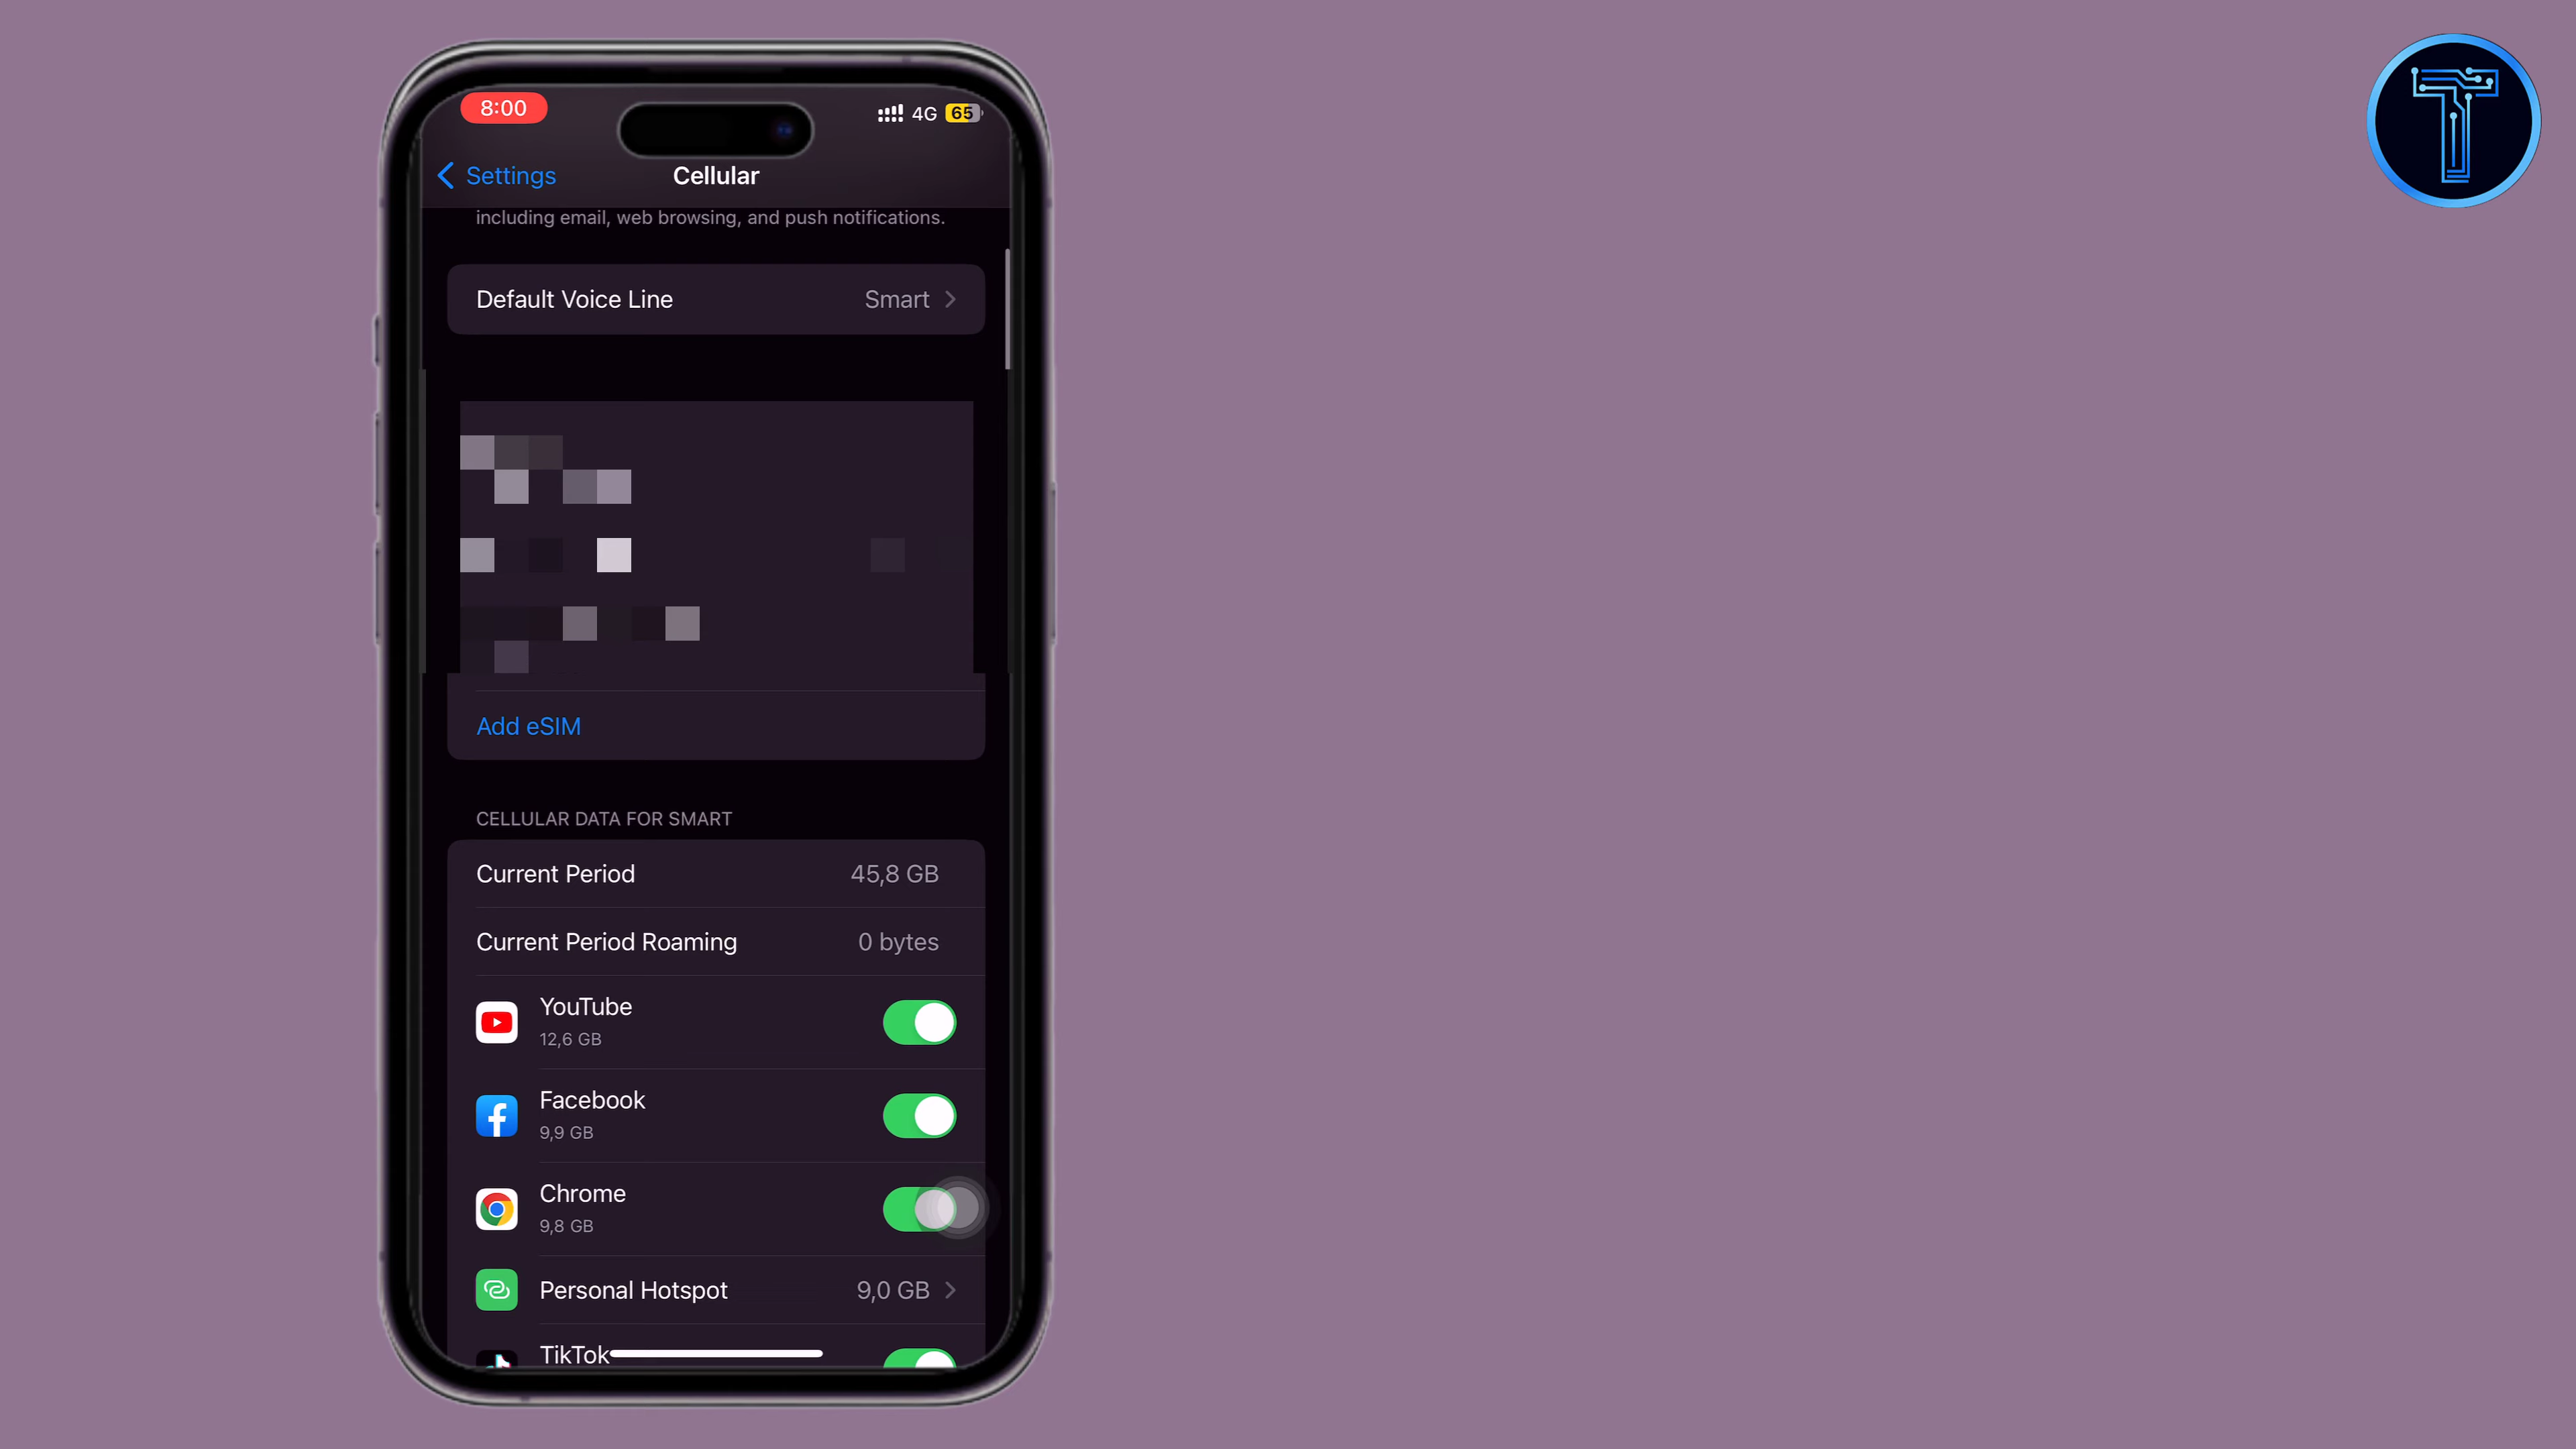 8:00
4G 65
Settings
Cellular
including email, web browsing, and push notifications.
Default Voice Line Smart
Add eSIM
CELLULAR DATA FOR SMART
Current Period 45,8 GB
Current Period Roaming 0 bytes
YouTube
12,6 GB
Facebook
9,9 GB
Chrome
9,8 GB
Personal Hotspot 9,0 GB
TikTok